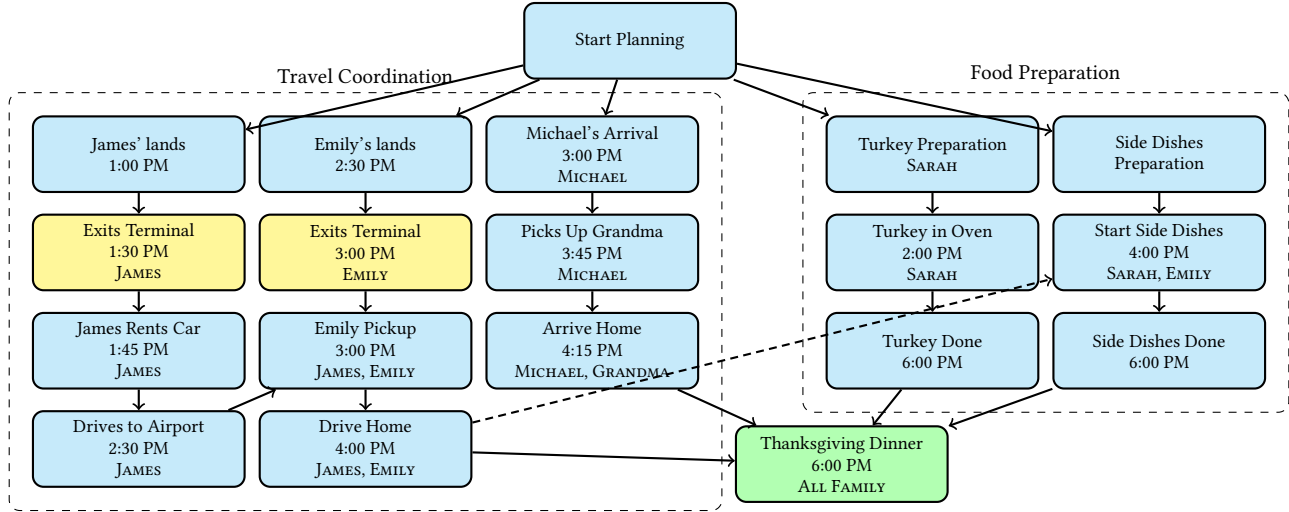 Start Planning
Travel Coordination
Food Preparation
James' lands
1:00 PM
Emily's lands
2:30 PM
Michael's Arrival
3:00 PM
Michael
Turkey Preparation
Sarah
Side Dishes
Preparation
Exits Terminal
1:30 PM
James
Exits Terminal
3:00 PM
Emily
Picks Up Grandma
3:45 PM
Michael
Turkey in Oven
2:00 PM
Sarah
Start Side Dishes
4:00 PM
Sarah, Emily
James Rents Car
1:45 PM
James
Emily Pickup
3:00 PM
James, Emily
Arrive Home
4:15 PM
Michael, Grandma
Turkey Done
6:00 PM
Side Dishes Done
6:00 PM
Drives to Airport
2:30 PM
James
Drive Home
4:00 PM
James, Emily
Thanksgiving Dinner
6:00 PM
All Family